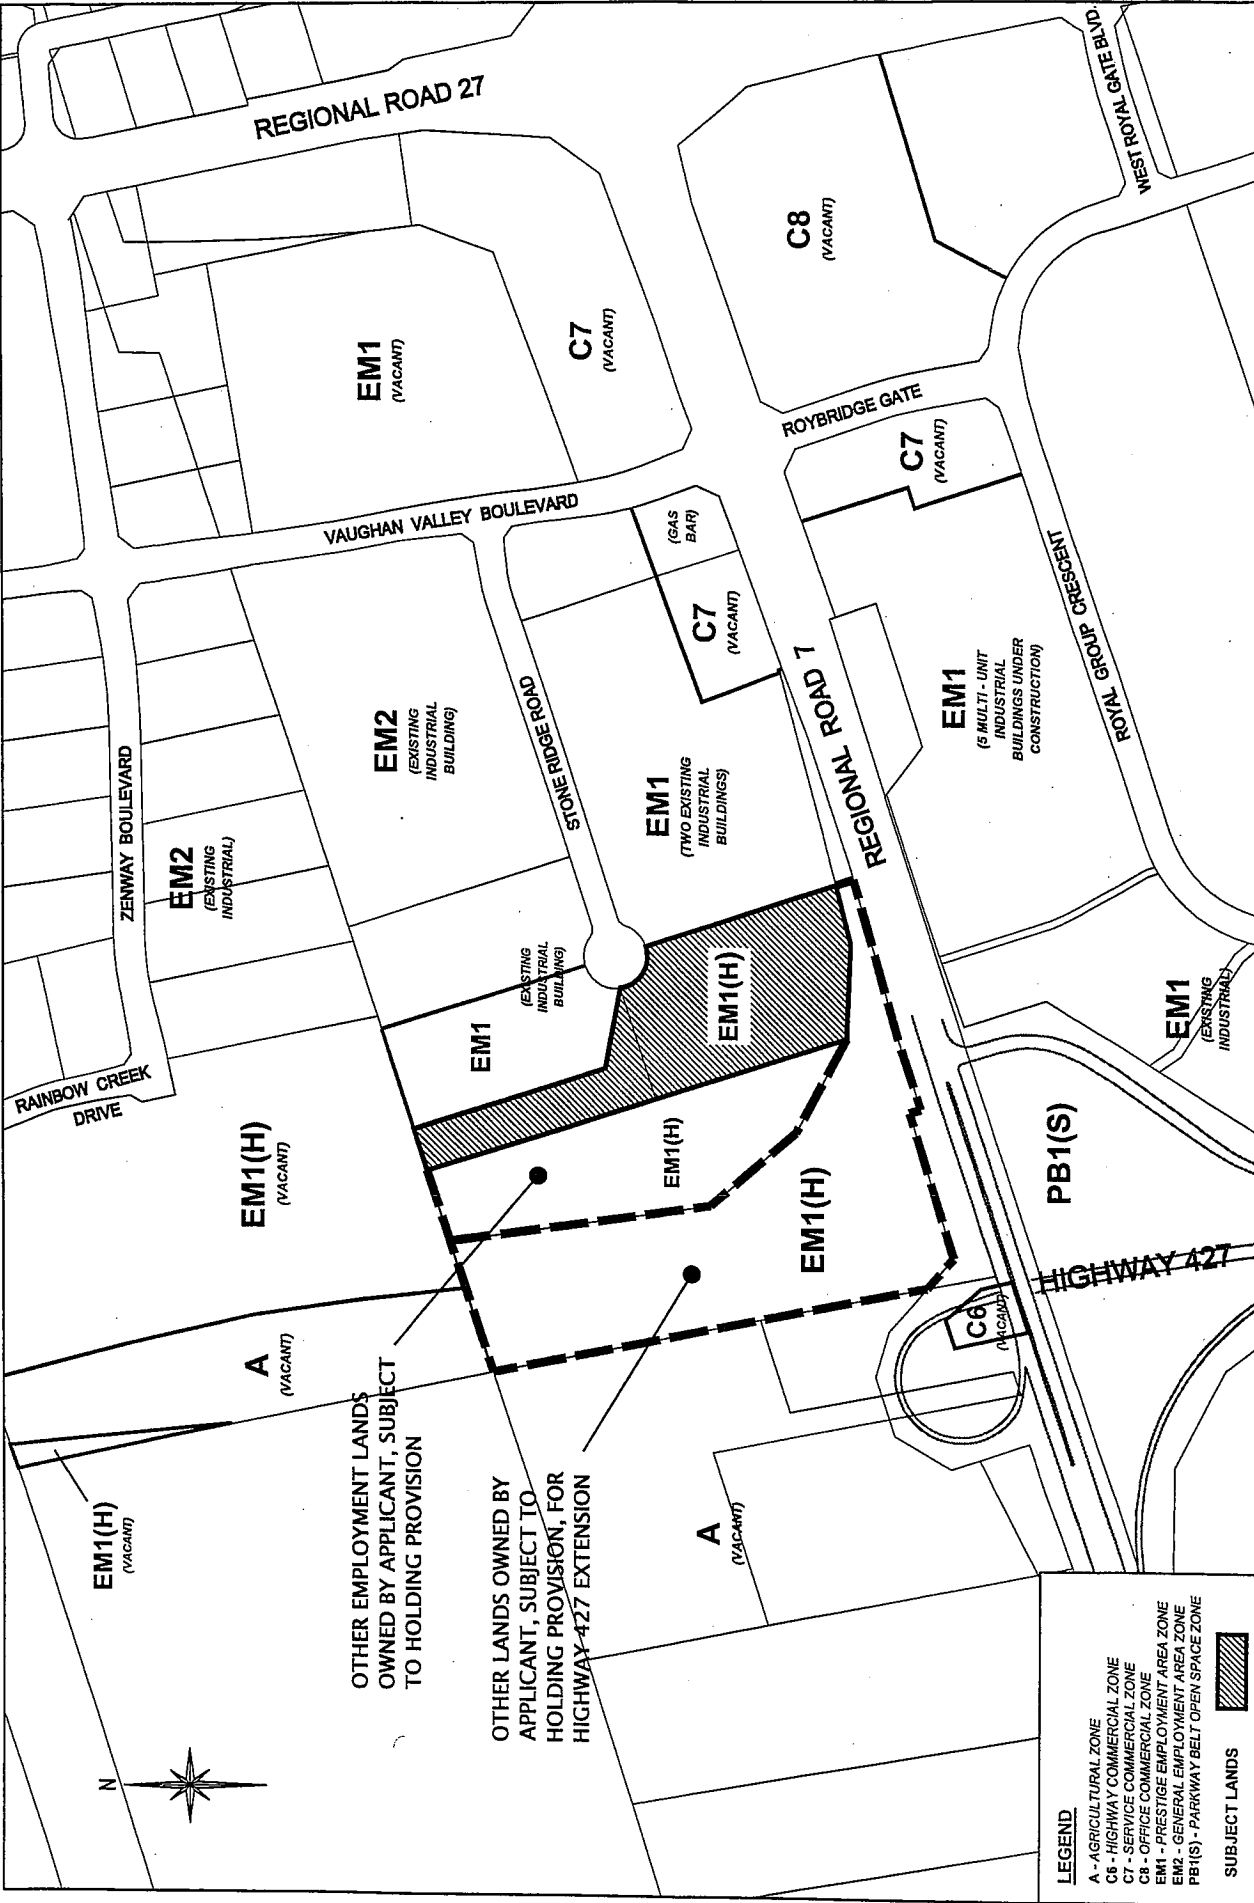 N
EM1(H)
(VACANT)
A
(VACANT)
EM1(H)
(VACANT)
RAINBOW CREEK
DRIVE
ZENWAY BOULEVARD
EM2
(EXISTING
INDUSTRIAL)
EM2
(EXISTING
INDUSTRIAL
BUILDING)
VAUGHAN VALLEY BOULEVARD
EM1
(VACANT)
REGIONAL ROAD 27
OTHER EMPLOYMENT LANDS
OWNED BY APPLICANT, SUBJECT
TO HOLDING PROVISION
EM1
(EXISTING
INDUSTRIAL
BUILDING)
STONE RIDGE ROAD
C7
(VACANT)
OTHER LANDS OWNED BY
APPLICANT, SUBJECT TO
HOLDING PROVISION, FOR
HIGHWAY 427 EXTENSION
EM1(H)
EM1(H)
EM1(H)
EM1
(TWO EXISTING
INDUSTRIAL
BUILDINGS)
C7
(VACANT)
(GAS
BAR)
A
(VACANT)
REGIONAL ROAD 7
C8
(VACANT)
ROYBRIDGE GATE
C7
(VACANT)
C6
(VACANT)
HIGHWAY 427
PB1(S)
EM1
(5 MULTI - UNIT
INDUSTRIAL
BUILDINGS UNDER
CONSTRUCTION)
ROYAL GROUP CRESCENT
WEST ROYAL GATE BLVD.
EM1
(EXISTING
INDUSTRIAL)
LEGEND
A - AGRICULTURAL ZONE
C6 - HIGHWAY COMMERCIAL ZONE
C7 - SERVICE COMMERCIAL ZONE
C8 - OFFICE COMMERCIAL ZONE
EM1 - PRESTIGE EMPLOYMENT AREA ZONE
EM2 - GENERAL EMPLOYMENT AREA ZONE
PB1(S) - PARKWAY BELT OPEN SPACE ZONE
SUBJECT LANDS